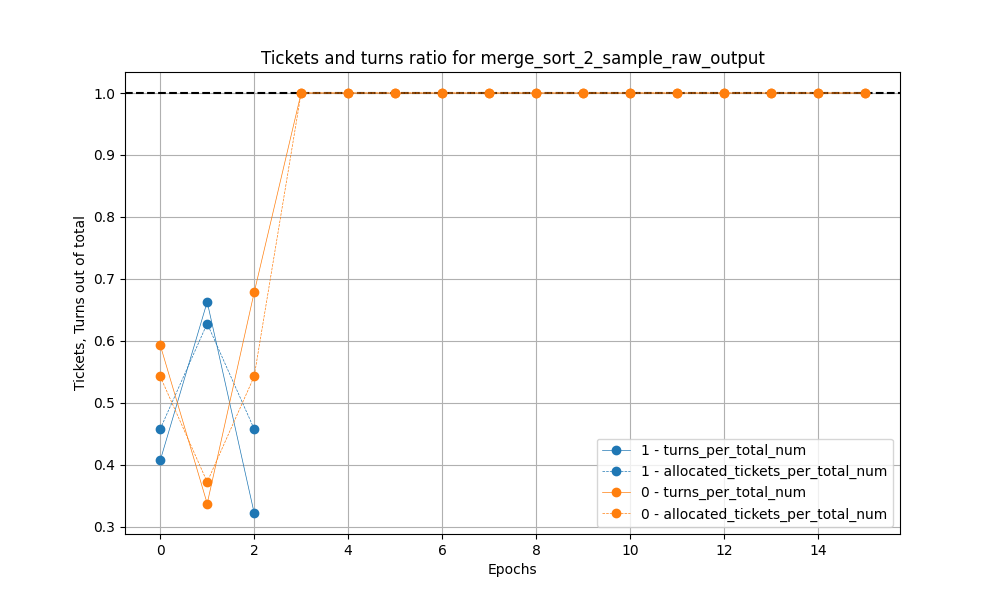 Tickets and turns ratio for merge_sort_2_sample_raw_output
Tickets, Turns out of total
1.0
0.9
0.8
0.7
0.6
0.5
0.4
0.3
1 - turns_per_total_num
1 - allocated_tickets_per_total_num
0 - turns_per_total_num
0 - allocated_tickets_per_total_num
0 2 4 6 8 10 12 14
Epochs